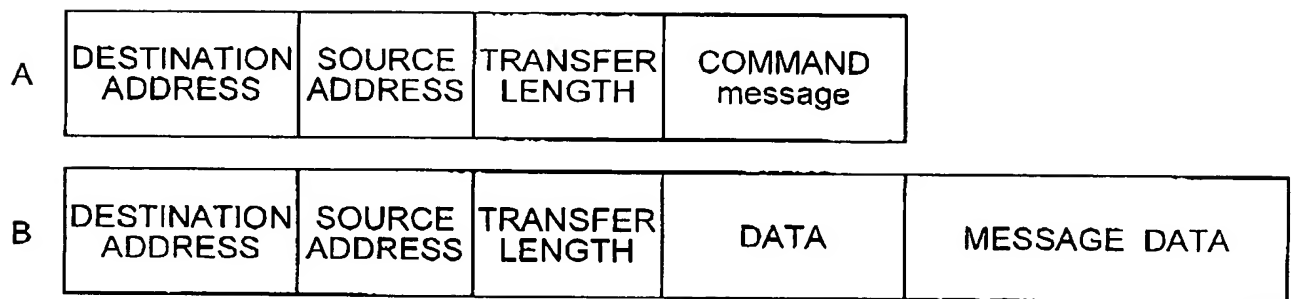 A
DESTINATION ADDRESS
SOURCE ADDRESS
TRANSFER LENGTH
COMMAND message
B
DESTINATION ADDRESS
SOURCE ADDRESS
TRANSFER LENGTH
DATA
MESSAGE DATA